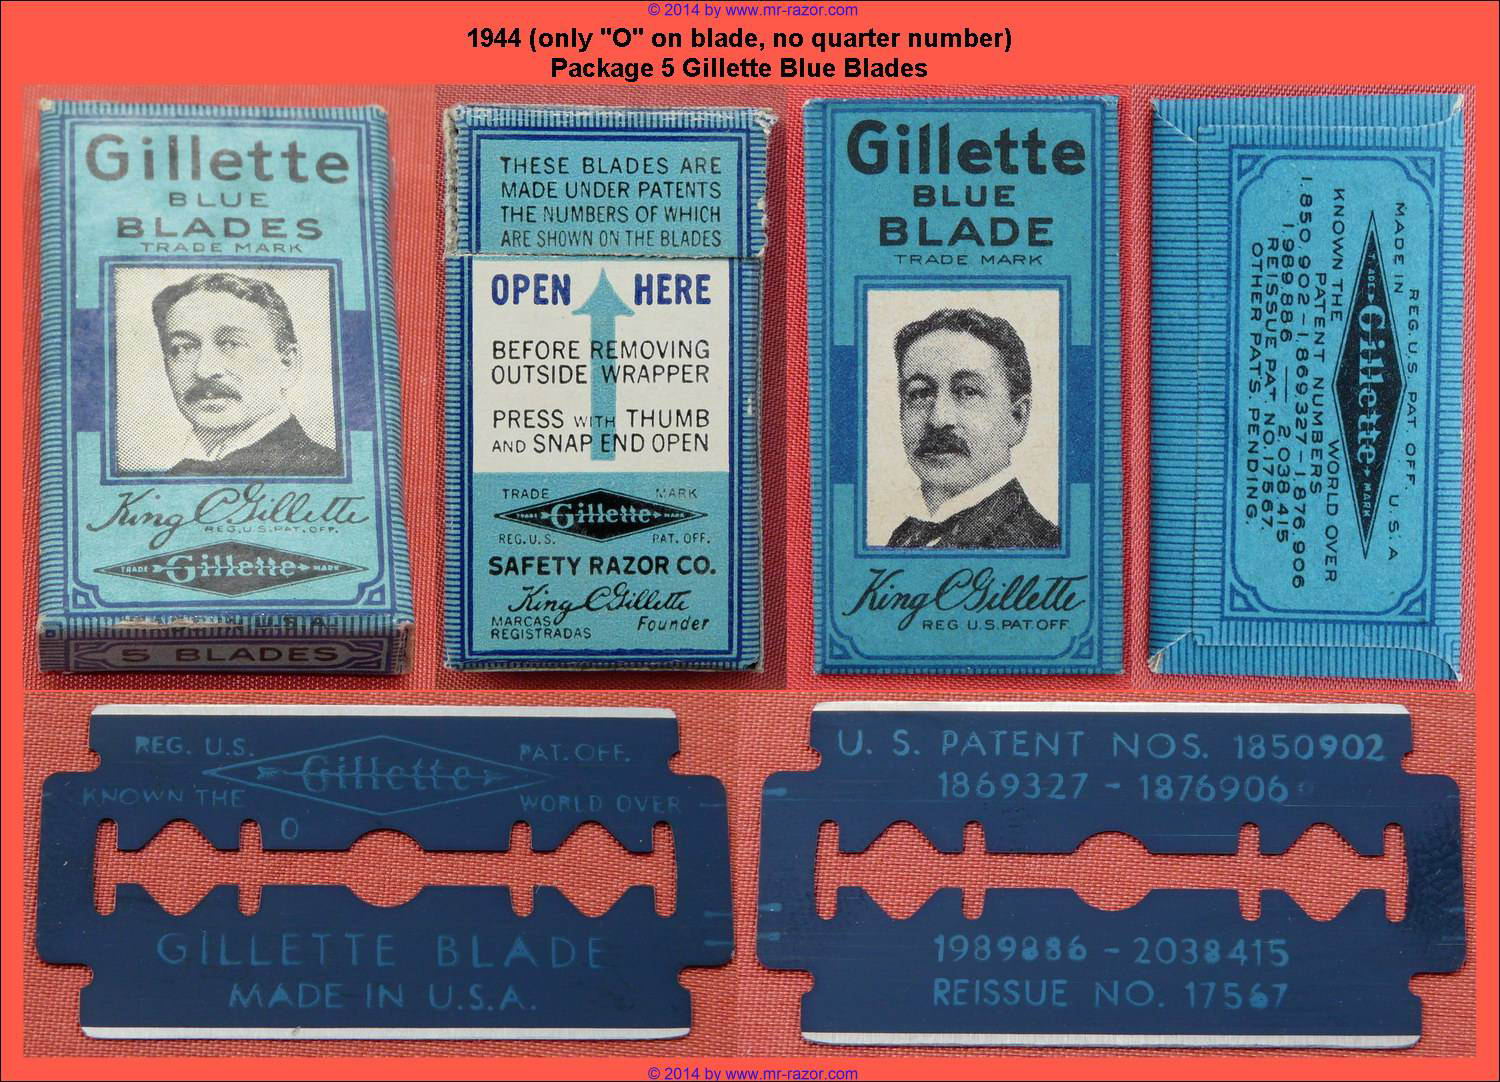 © 2014 by www.mr-razor.com
1944 (only "O" on blade, no quarter number)
Package 5 Gillette Blue Blades
Gillette
BLUE
BLADES
TRADE MARK
King C Gillette
REG. U.S. PAT. OFF.
TRADE Gillette MARK
U.S.A.
5 BLADES
THESE BLADES ARE
MADE UNDER PATENTS
THE NUMBERS OF WHICH
ARE SHOWN ON THE BLADES
OPEN HERE
BEFORE REMOVING
OUTSIDE WRAPPER
PRESS WITH THUMB
AND SNAP END OPEN
TRADE MARK
TRADE Gillette MARK
REG. U.S. PAT. OFF.
SAFETY RAZOR CO.
King C Gillette
MARCAS Founder
REGISTRADAS
Gillette
BLUE
BLADE
TRADE MARK
King C Gillette
REG U.S. PAT. OFF
MADE IN REG. U.S. PAT. OFF. U.S.A
Gillette MARK
KNOWN THE WORLD OVER
PATENT NUMBERS
1.850.902-1.869.327-1.876.906
1.989.886 — 2.038.415
REISSUE PAT NO. 17567.
OTHER PATS. PENDING.
REG. U.S. PAT. OFF.
Gillette
KNOWN THE WORLD OVER
O
GILLETTE BLADE
MADE IN U.S.A.
U. S. PATENT NOS. 1850902
1869327 - 1876906
1989886 - 2038415
REISSUE NO. 17567
© 2014 by www.mr-razor.com